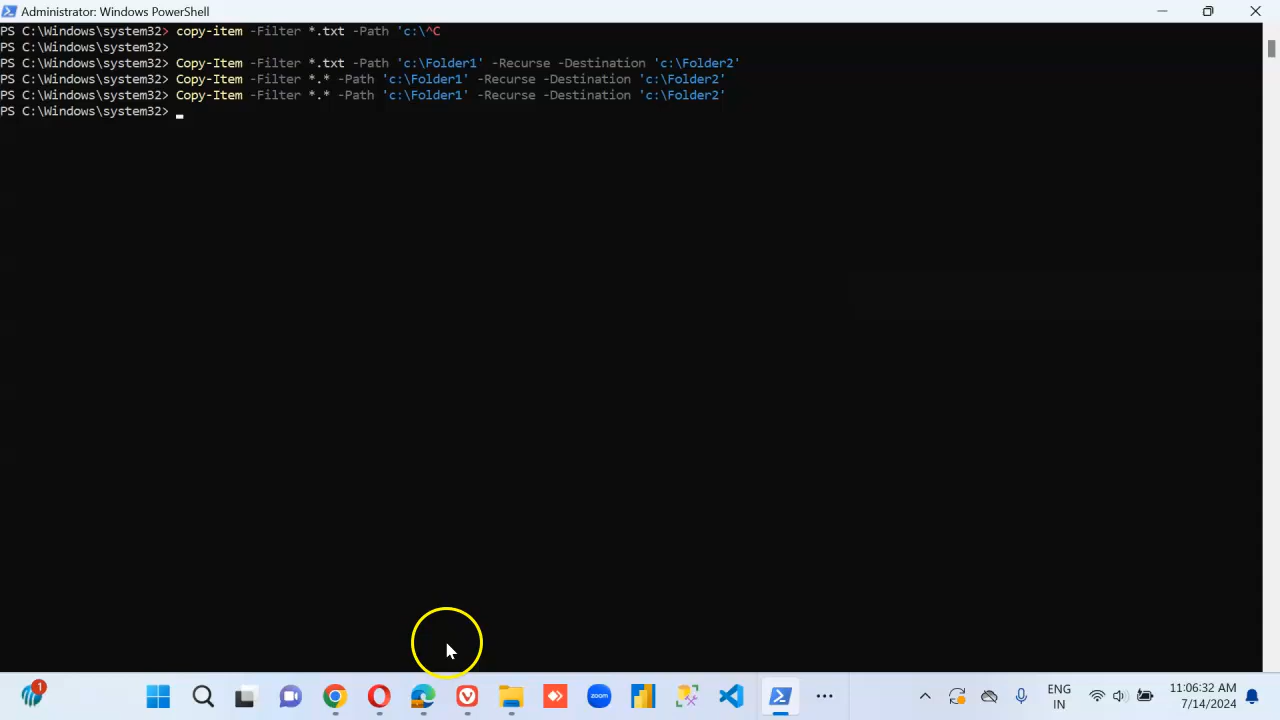 Administrator: Windows PowerShell
PS C:\Windows\system32> copy-item -Filter *.txt -Path 'c:\^C
PS C:\Windows\system32>
PS C:\Windows\system32> Copy-Item -Filter *.txt -Path 'c:\Folder1' -Recurse -Destination 'c:\Folder2'
PS C:\Windows\system32> Copy-Item -Filter *.* -Path 'c:\Folder1' -Recurse -Destination 'c:\Folder2'
PS C:\Windows\system32> Copy-Item -Filter *.* -Path 'c:\Folder1' -Recurse -Destination 'c:\Folder2'
PS C:\Windows\system32>
1
zoom
ENG
IN
11:06:32 AM
7/14/2024